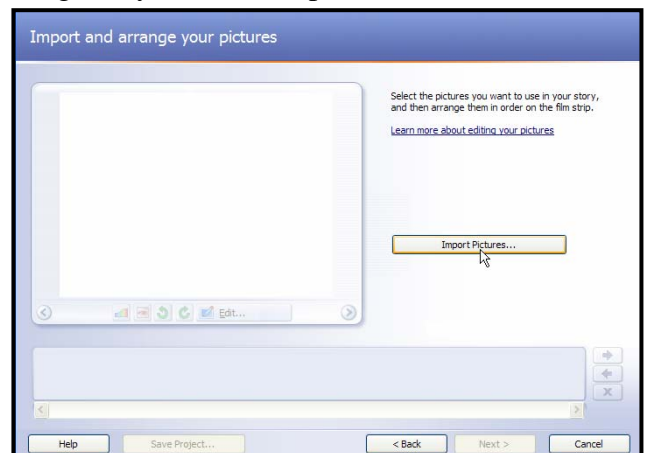 Import and arrange your pictures
Select the pictures you want to use in your story,
and then arrange them in order on the film strip.
Learn more about editing your pictures
Import Pictures...
Edit...
Help
Save Project...
< Back
Next >
Cancel